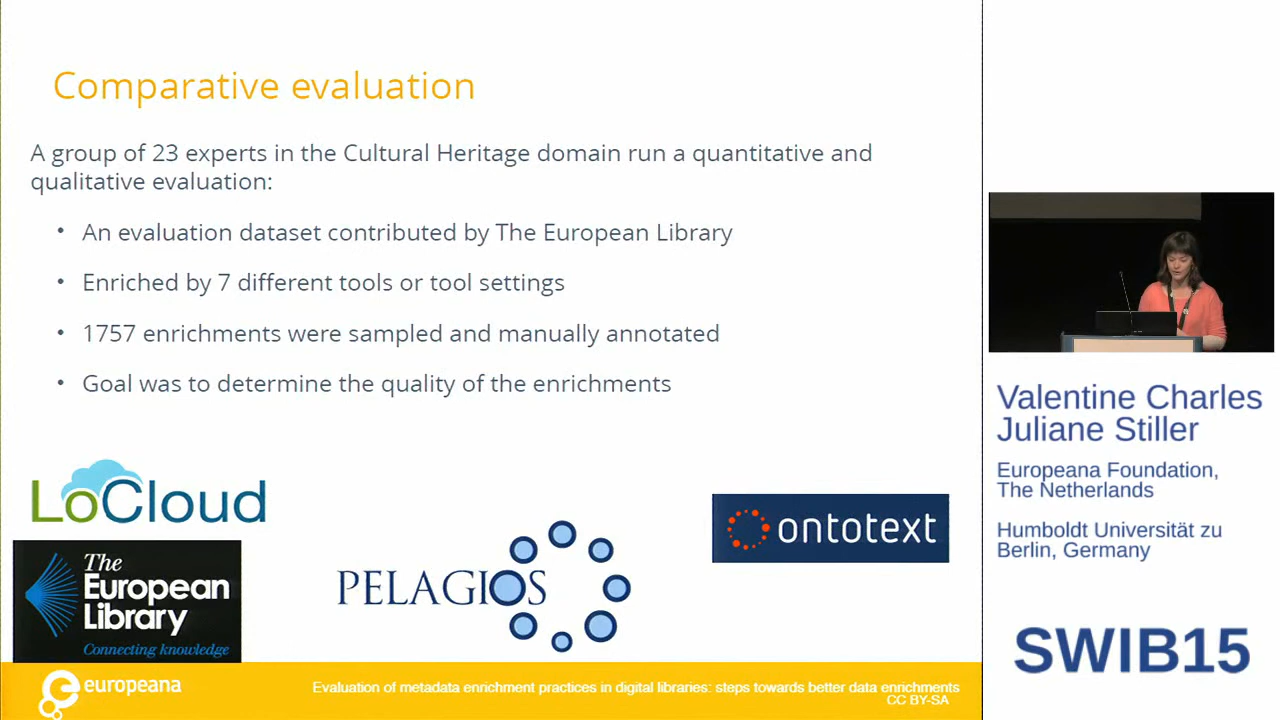 Comparative evaluation
A group of 23 experts in the Cultural Heritage domain run a quantitative and
qualitative evaluation:
• An evaluation dataset contributed by The European Library
• Enriched by 7 different tools or tool settings
• 1757 enrichments were sampled and manually annotated
• Goal was to determine the quality of the enrichments
LoCloud
The
European
Library
Connecting knowledge
PELAGIOS
ontotext
europeana
Evaluation of metadata enrichment practices in digital libraries: steps towards better data enrichments
CC BY-SA
Valentine Charles
Juliane Stiller
Europeana Foundation,
The Netherlands
Humboldt Universität zu
Berlin, Germany
SWIB15